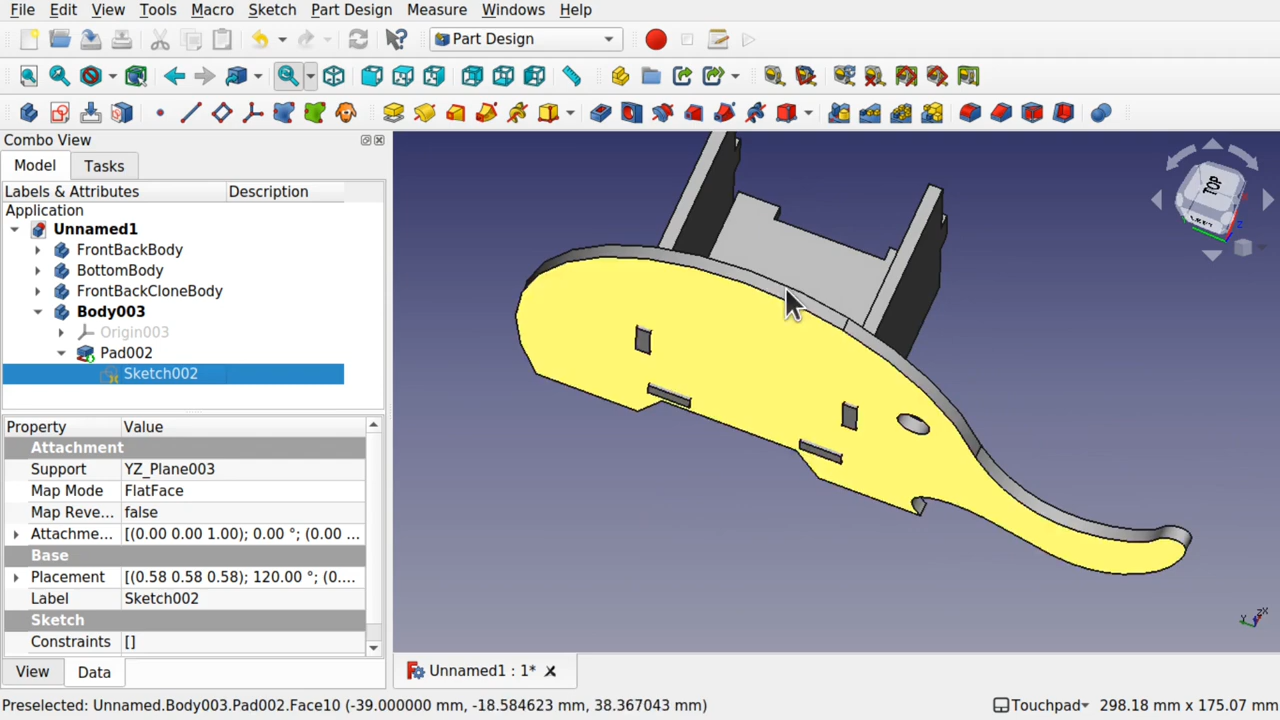 File Edit View Tools Macro Sketch Part Design Measure Windows Help
Part Design
Combo View
Model Tasks
Labels & Attributes Description
Application
Unnamed1
FrontBackBody
BottomBody
FrontBackCloneBody
Body003
Origin003
Pad002
Sketch002
Property Value
Attachment
Support YZ_Plane003
Map Mode FlatFace
Map Reve... false
Attachme... [(0.00 0.00 1.00); 0.00 °; (0.00 ...
Base
Placement [(0.58 0.58 0.58); 120.00 °; (0....
Label Sketch002
Sketch
Constraints []
View Data
TOP
LEFT
Z
X
Y
Unnamed1 : 1*
Preselected: Unnamed.Body003.Pad002.Face10 (-39.000000 mm, -18.584623 mm, 38.367043 mm) Touchpad 298.18 mm x 175.07 mm